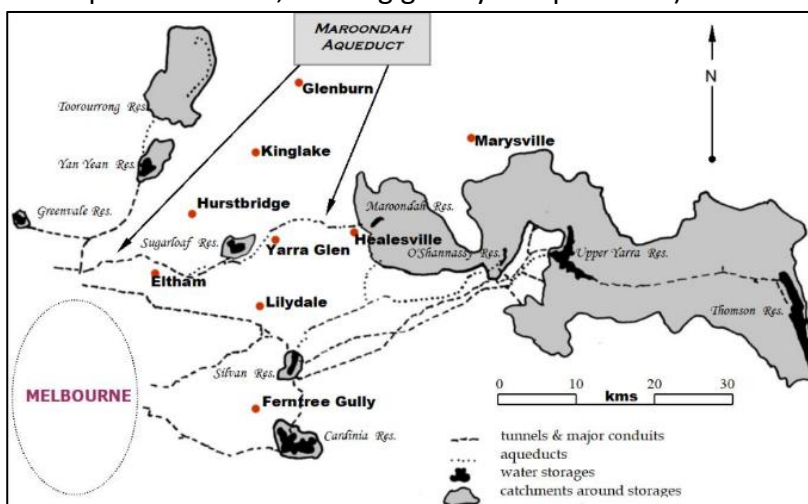 MAROONDAH
AQUEDUCT
N
Glenburn
Toorourrong Res.
Kinglake
Marysville
Yan Yean Res.
Hurstbridge
Greenvale Res.
Maroondah Res.
Sugarloaf Res.
Yarra Glen
Healesville
O'Shannassy Res.
Upper Yarra Res.
Eltham
Lilydale
Thomson Res.
Silvan Res.
MELBOURNE
Ferntree Gully
Cardinia Res.
0 10 20 30
kms
tunnels & major conduits
aqueducts
water storages
catchments around storages